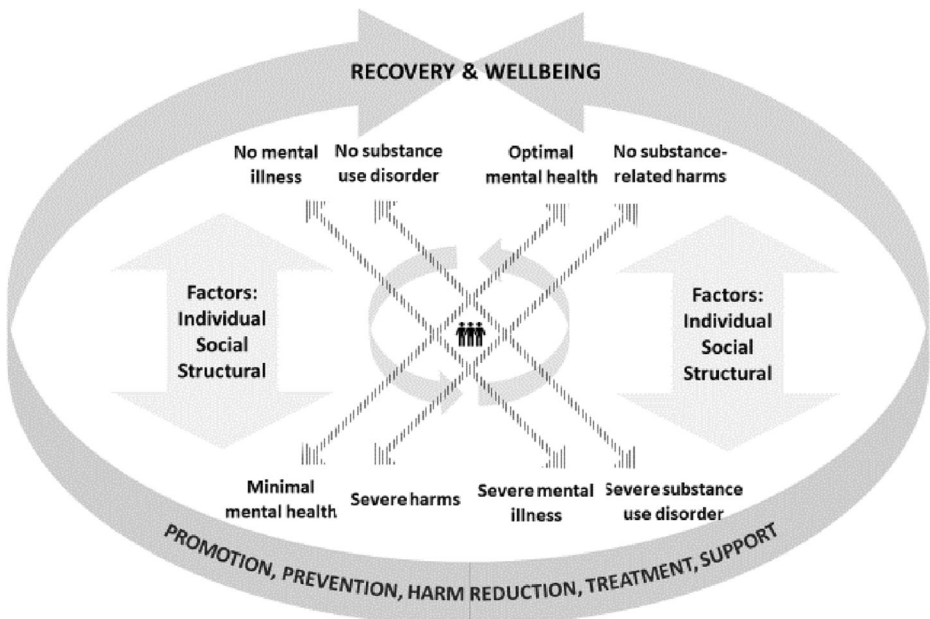 RECOVERY & WELLBEING
No mental
illness
No substance
use disorder
Optimal
mental health
No substance-
related harms
Factors:
Individual
Social
Structural
Factors:
Individual
Social
Structural
Minimal
mental health
Severe harms
Severe mental
illness
Severe substance
use disorder
PROMOTION, PREVENTION, HARM REDUCTION, TREATMENT, SUPPORT